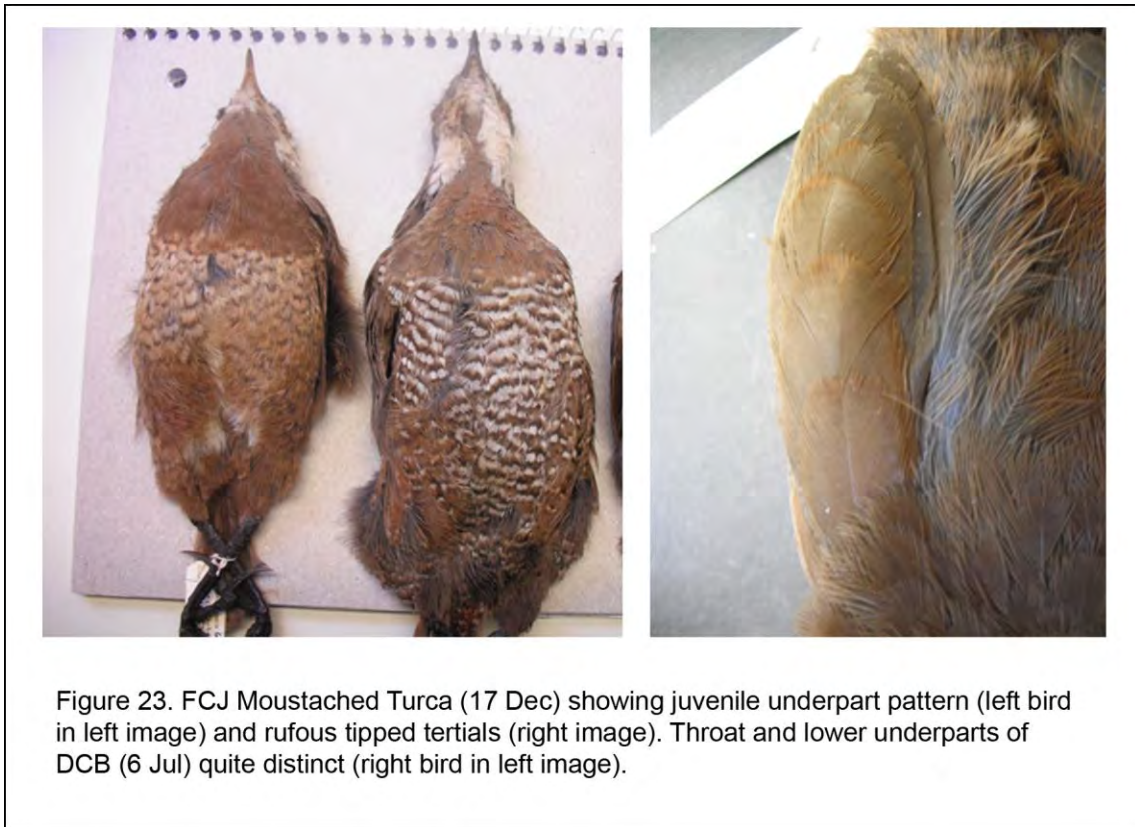 Figure 23. FCJ Moustached Turca (17 Dec) showing juvenile underpart pattern (left bird
in left image) and rufous tipped tertials (right image). Throat and lower underparts of
DCB (6 Jul) quite distinct (right bird in left image).